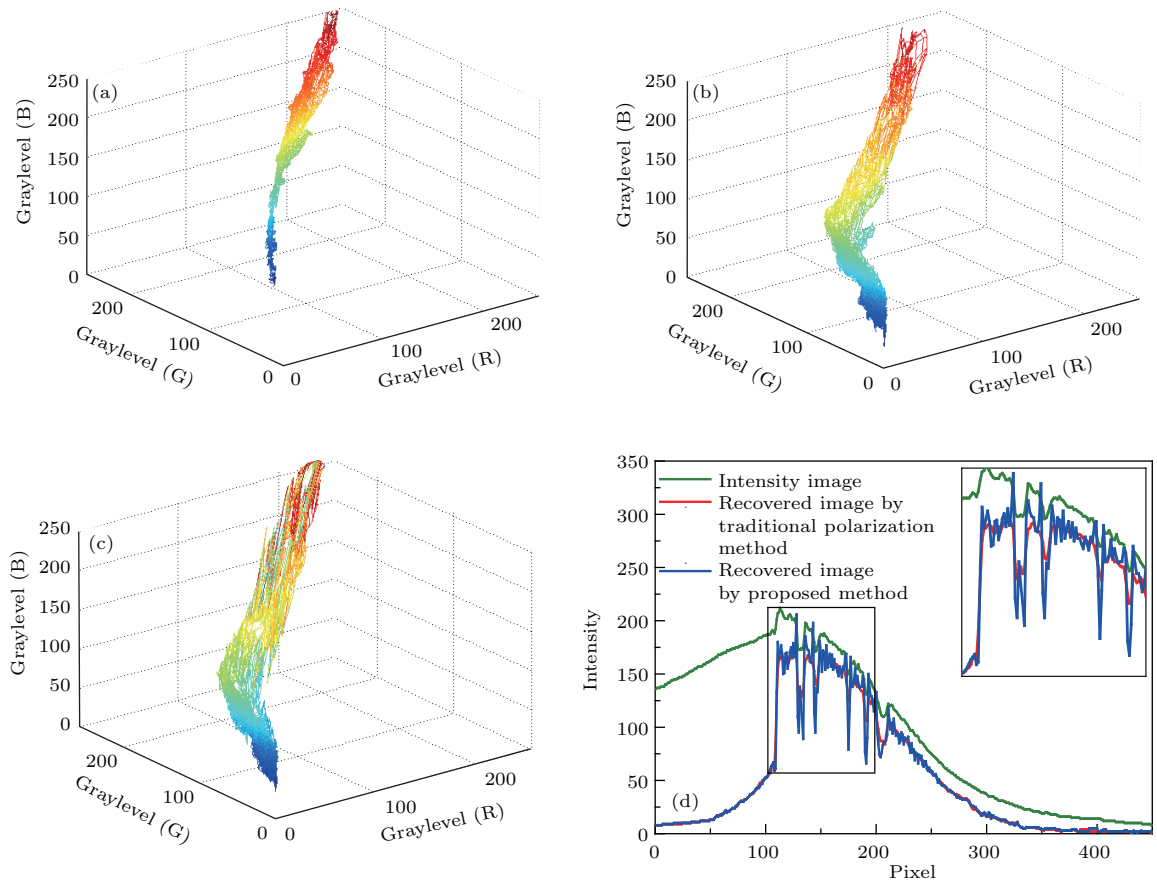 (a)
250
200
150
100
50
0
Graylevel (B)
200
100
0
Graylevel (G)
0
100
200
Graylevel (R)
(b)
250
200
150
100
50
0
Graylevel (B)
200
100
0
Graylevel (G)
0
100
200
Graylevel (R)
(c)
250
200
150
100
50
0
Graylevel (B)
200
100
0
Graylevel (G)
0
100
200
Graylevel (R)
350
300
250
200
150
100
50
0
Intensity
Intensity image
Recovered image by
traditional polarization
method
Recovered image
by proposed method
(d)
0
100
200
300
400
Pixel